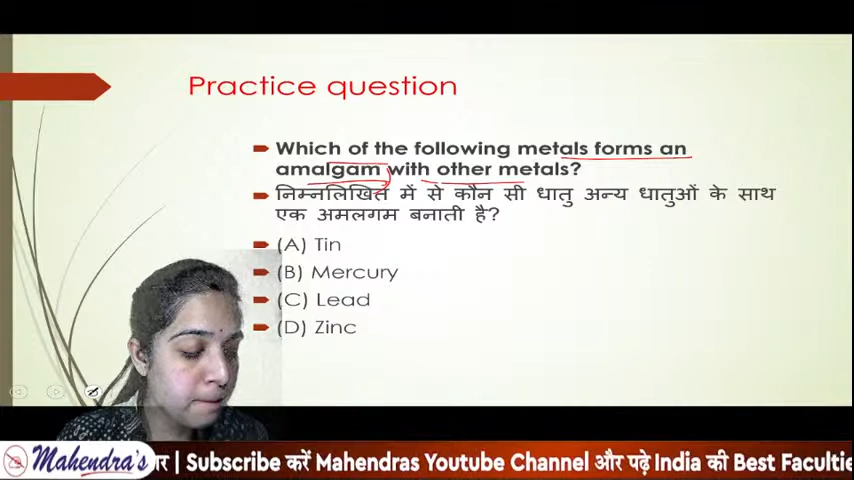 Practice question
Which of the following metals forms an
amalgam with other metals?
निम्नलिखित में से कौन सी धातु अन्य धातुओं के साथ
एक अमलगम बनाती है?
(A) Tin
(B) Mercury
(C) Lead
(D) Zinc
Mahendra's | Subscribe करें Mahendras Youtube Channel और पढ़े India की Best